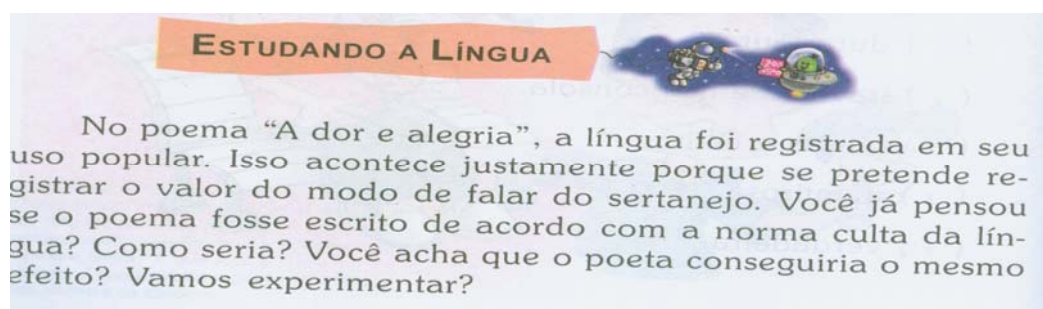 ESTUDANDO A LÍNGUA
No poema “A dor e alegria”, a língua foi registrada em seu
uso popular. Isso acontece justamente porque se pretende re-
gistrar o valor do modo de falar do sertanejo. Você já pensou
se o poema fosse escrito de acordo com a norma culta da lín-
gua? Como seria? Você acha que o poeta conseguiria o mesmo
efeito? Vamos experimentar?